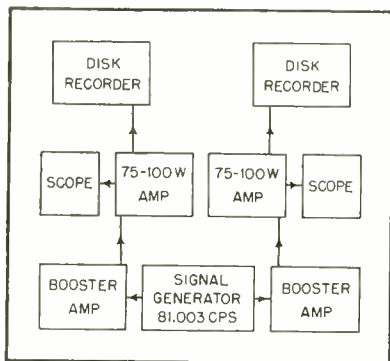 DISK
RECORDER
DISK
RECORDER
SCOPE
75-100W
AMP
75-100W
AMP
SCOPE
BOOSTER
AMP
SIGNAL
GENERATOR
81.003 CPS
BOOSTER
AMP